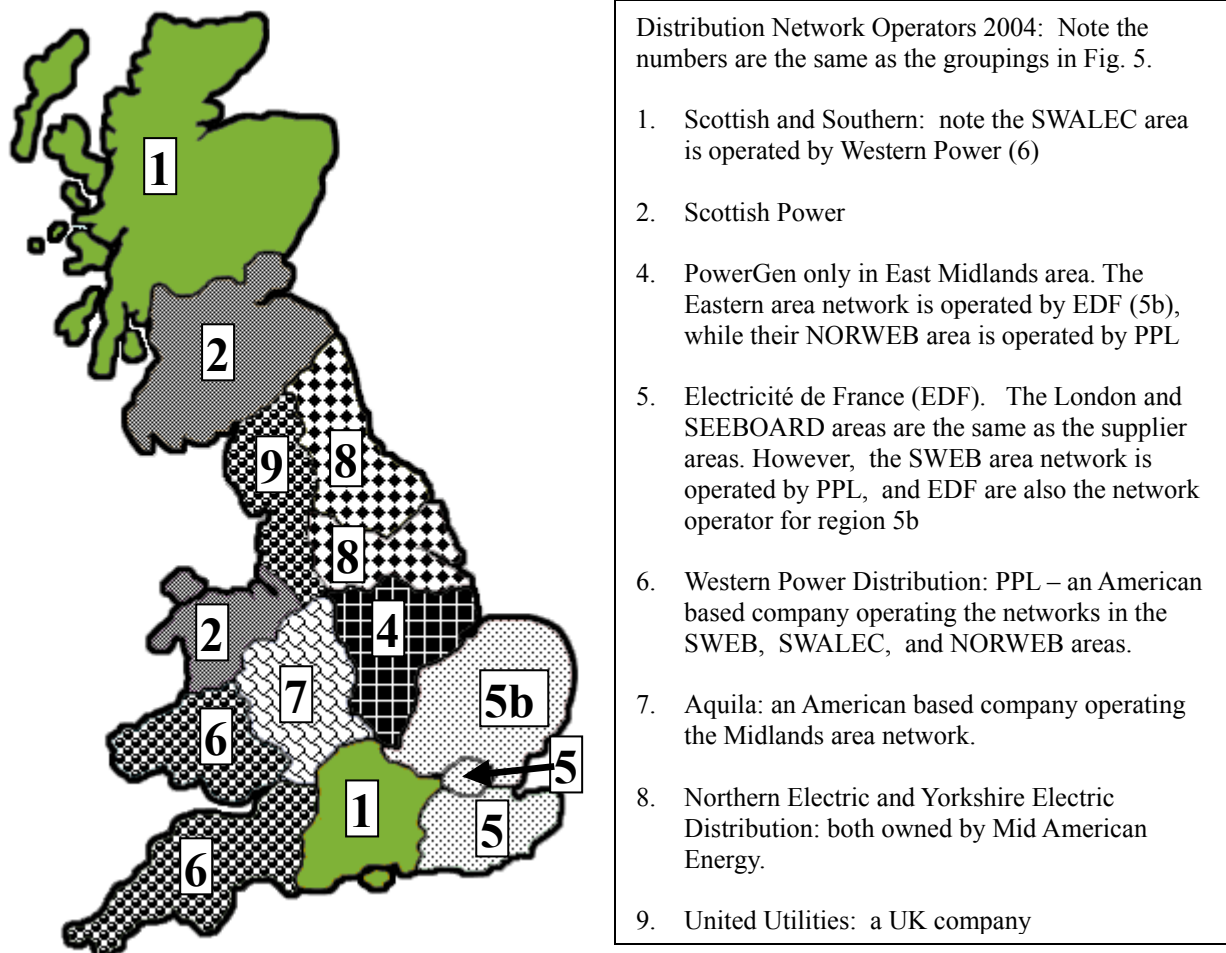 Distribution Network Operators 2004: Note the
numbers are the same as the groupings in Fig. 5.
1. Scottish and Southern: note the SWALEC area
is operated by Western Power (6)
2. Scottish Power
4. PowerGen only in East Midlands area. The
Eastern area network is operated by EDF (5b),
while their NORWEB area is operated by PPL
5. Electricité de France (EDF). The London and
SEEBOARD areas are the same as the supplier
areas. However, the SWEB area network is
operated by PPL, and EDF are also the network
operator for region 5b
6. Western Power Distribution: PPL – an American
based company operating the networks in the
SWEB, SWALEC, and NORWEB areas.
7. Aquila: an American based company operating
the Midlands area network.
8. Northern Electric and Yorkshire Electric
Distribution: both owned by Mid American
Energy.
9. United Utilities: a UK company
1
2
9
8
8
2
4
7
5b
6
5
1
5
6